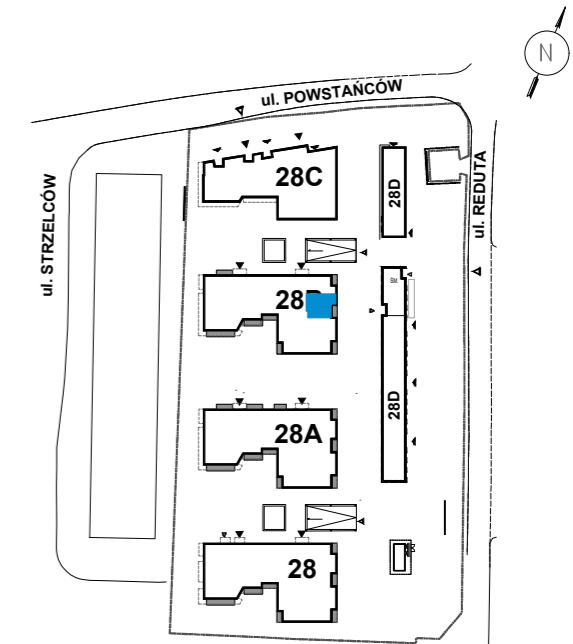 N
ul. POWSTAŃCÓW
ul. STRZELCÓW
ul. REDUTA
28C
28D
28
28A
28D
28